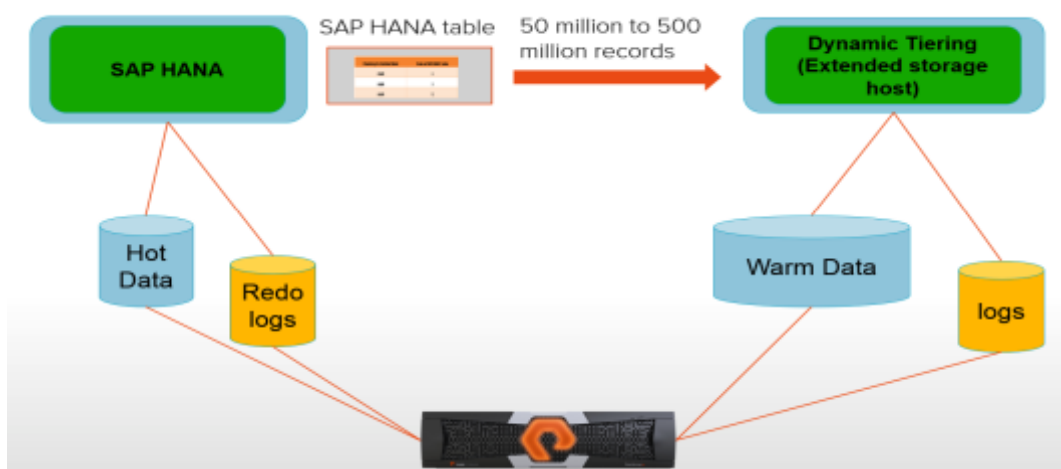 SAP HANA
SAP HANA table
50 million to 500
million records
Dynamic Tiering
(Extended storage
host)
Hot
Data
Redo
logs
Warm Data
logs